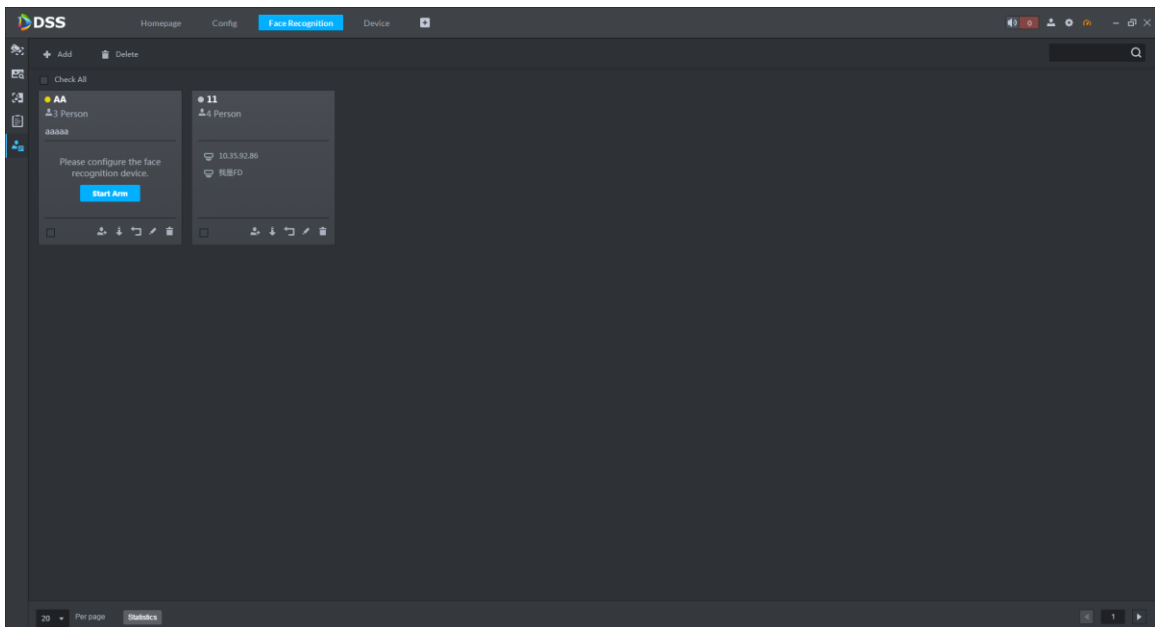 DSS Homepage Config Face Recognition Device 0
Add Delete
Check All
AA
3 Person
aaaaa
Please configure the face
recognition device.
Start Arm
11
4 Person
10.35.92.86
我是FD
20 Per page Statistics 1